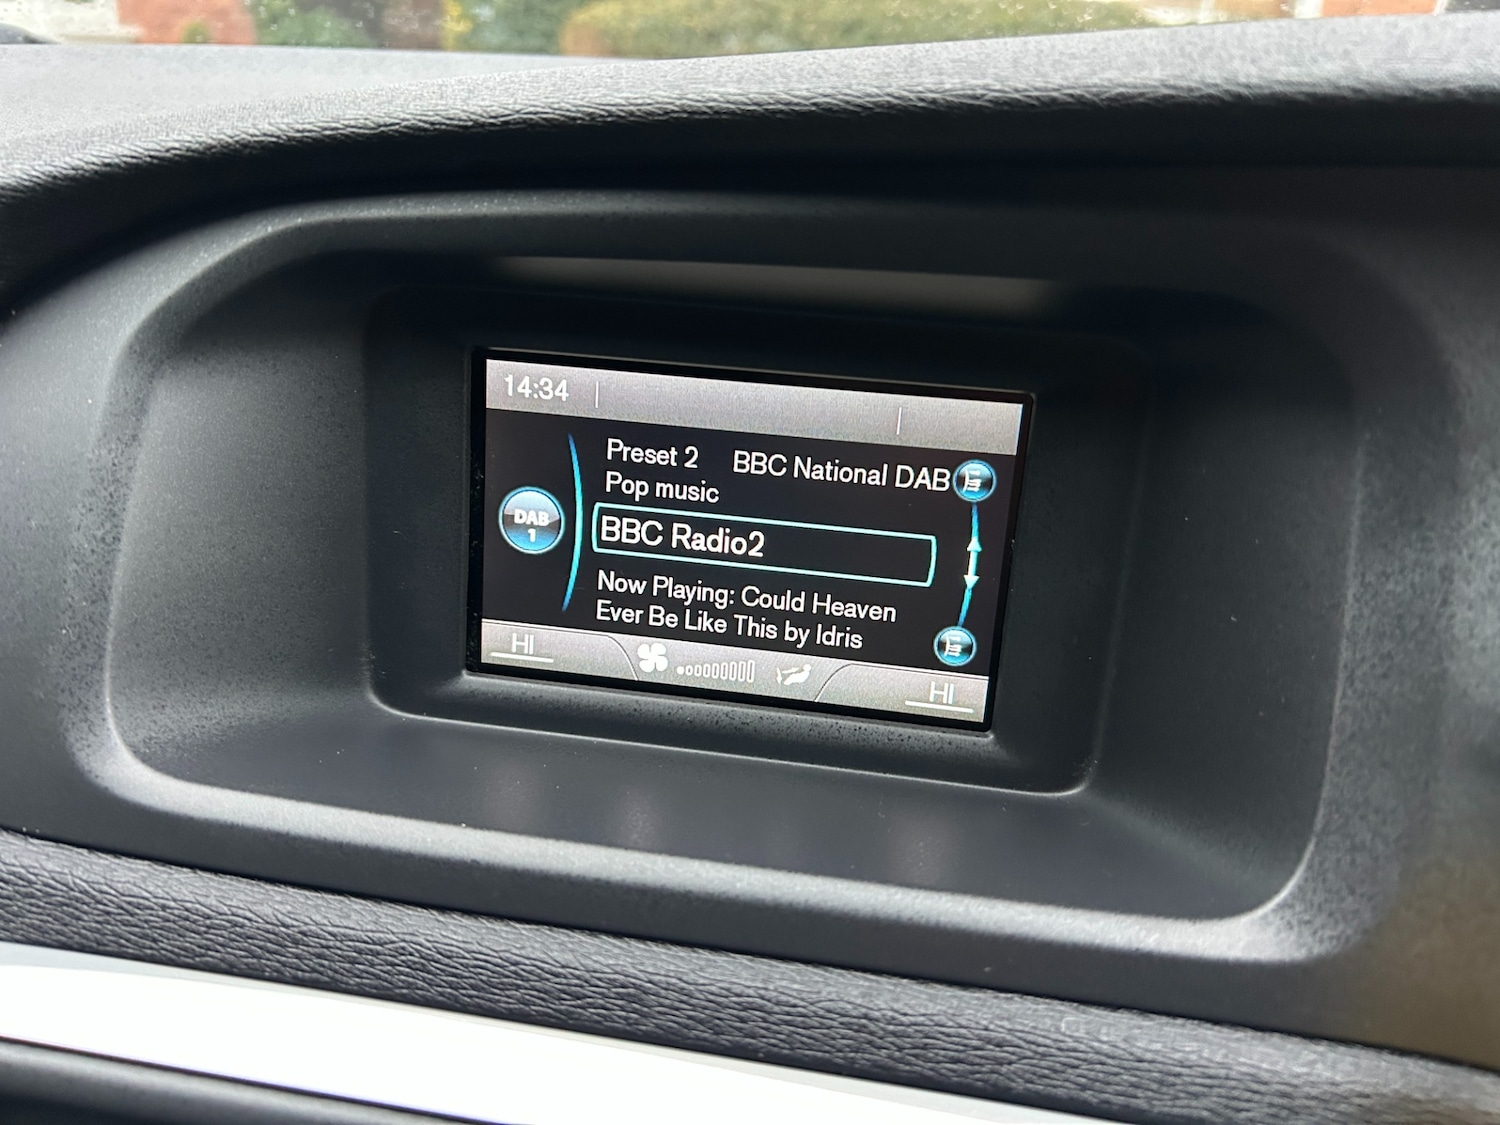 14:34
Preset 2 BBC National DAB
Pop music
DAB
1
BBC Radio2
Now Playing: Could Heaven
Ever Be Like This by Idris
HI
HI